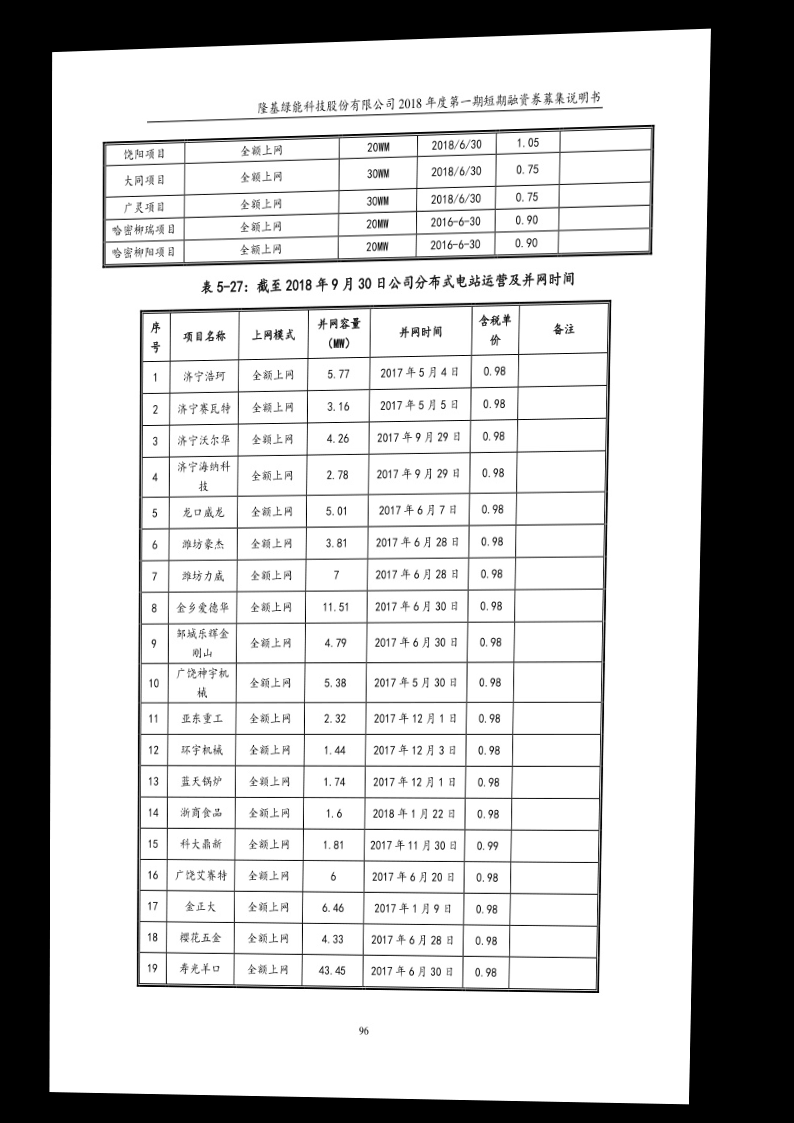 隆基绿能科技股份有限公司 2018 年度第一期短期融资券募集说明书
饶阳项目 全额上网 20WM 2018/6/30 1.05
大同项目 全额上网 30WM 2018/6/30 0.75
广灵项目 全额上网 30WM 2018/6/30 0.75
哈密柳瑞项目 全额上网 20MW 2016-6-30 0.90
哈密柳阳项目 全额上网 20MW 2016-6-30 0.90
表 5-27：截至 2018 年 9 月 30 日公司分布式电站运营及并网时间
序号 项目名称 上网模式 并网容量（MW） 并网时间 含税单价 备注
1 济宁浩珂 全额上网 5.77 2017 年 5 月 4 日 0.98
2 济宁赛瓦特 全额上网 3.16 2017 年 5 月 5 日 0.98
3 济宁沃尔华 全额上网 4.26 2017 年 9 月 29 日 0.98
4 济宁海纳科技 全额上网 2.78 2017 年 9 月 29 日 0.98
5 龙口威龙 全额上网 5.01 2017 年 6 月 7 日 0.98
6 潍坊豪杰 全额上网 3.81 2017 年 6 月 28 日 0.98
7 潍坊力威 全额上网 7 2017 年 6 月 28 日 0.98
8 金乡爱德华 全额上网 11.51 2017 年 6 月 30 日 0.98
9 邹城乐辉金刚山 全额上网 4.79 2017 年 6 月 30 日 0.98
10 广饶神宇机械 全额上网 5.38 2017 年 5 月 30 日 0.98
11 亚东重工 全额上网 2.32 2017 年 12 月 1 日 0.98
12 环宇机械 全额上网 1.44 2017 年 12 月 3 日 0.98
13 蓝天锅炉 全额上网 1.74 2017 年 12 月 1 日 0.98
14 浙商食品 全额上网 1.6 2018 年 1 月 22 日 0.98
15 科大鼎新 全额上网 1.81 2017 年 11 月 30 日 0.99
16 广饶艾赛特 全额上网 6 2017 年 6 月 20 日 0.98
17 金正大 全额上网 6.46 2017 年 1 月 9 日 0.98
18 樱花五金 全额上网 4.33 2017 年 6 月 28 日 0.98
19 寿光羊口 全额上网 43.45 2017 年 6 月 30 日 0.98
96